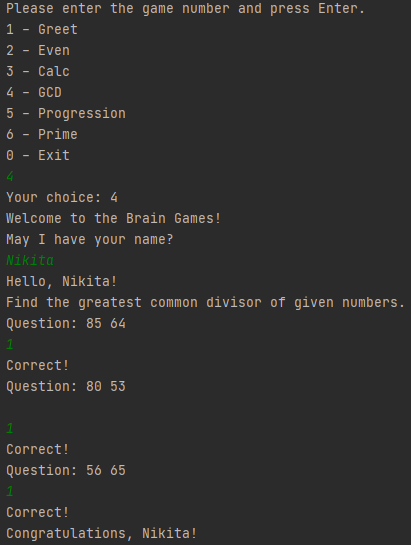 Please enter the game number and press Enter.
1 - Greet
2 - Even
3 - Calc
4 - GCD
5 - Progression
6 - Prime
0 - Exit
4
Your choice: 4
Welcome to the Brain Games!
May I have your name?
Nikita
Hello, Nikita!
Find the greatest common divisor of given numbers.
Question: 85 64
1
Correct!
Question: 80 53
1
Correct!
Question: 56 65
1
Correct!
Congratulations, Nikita!